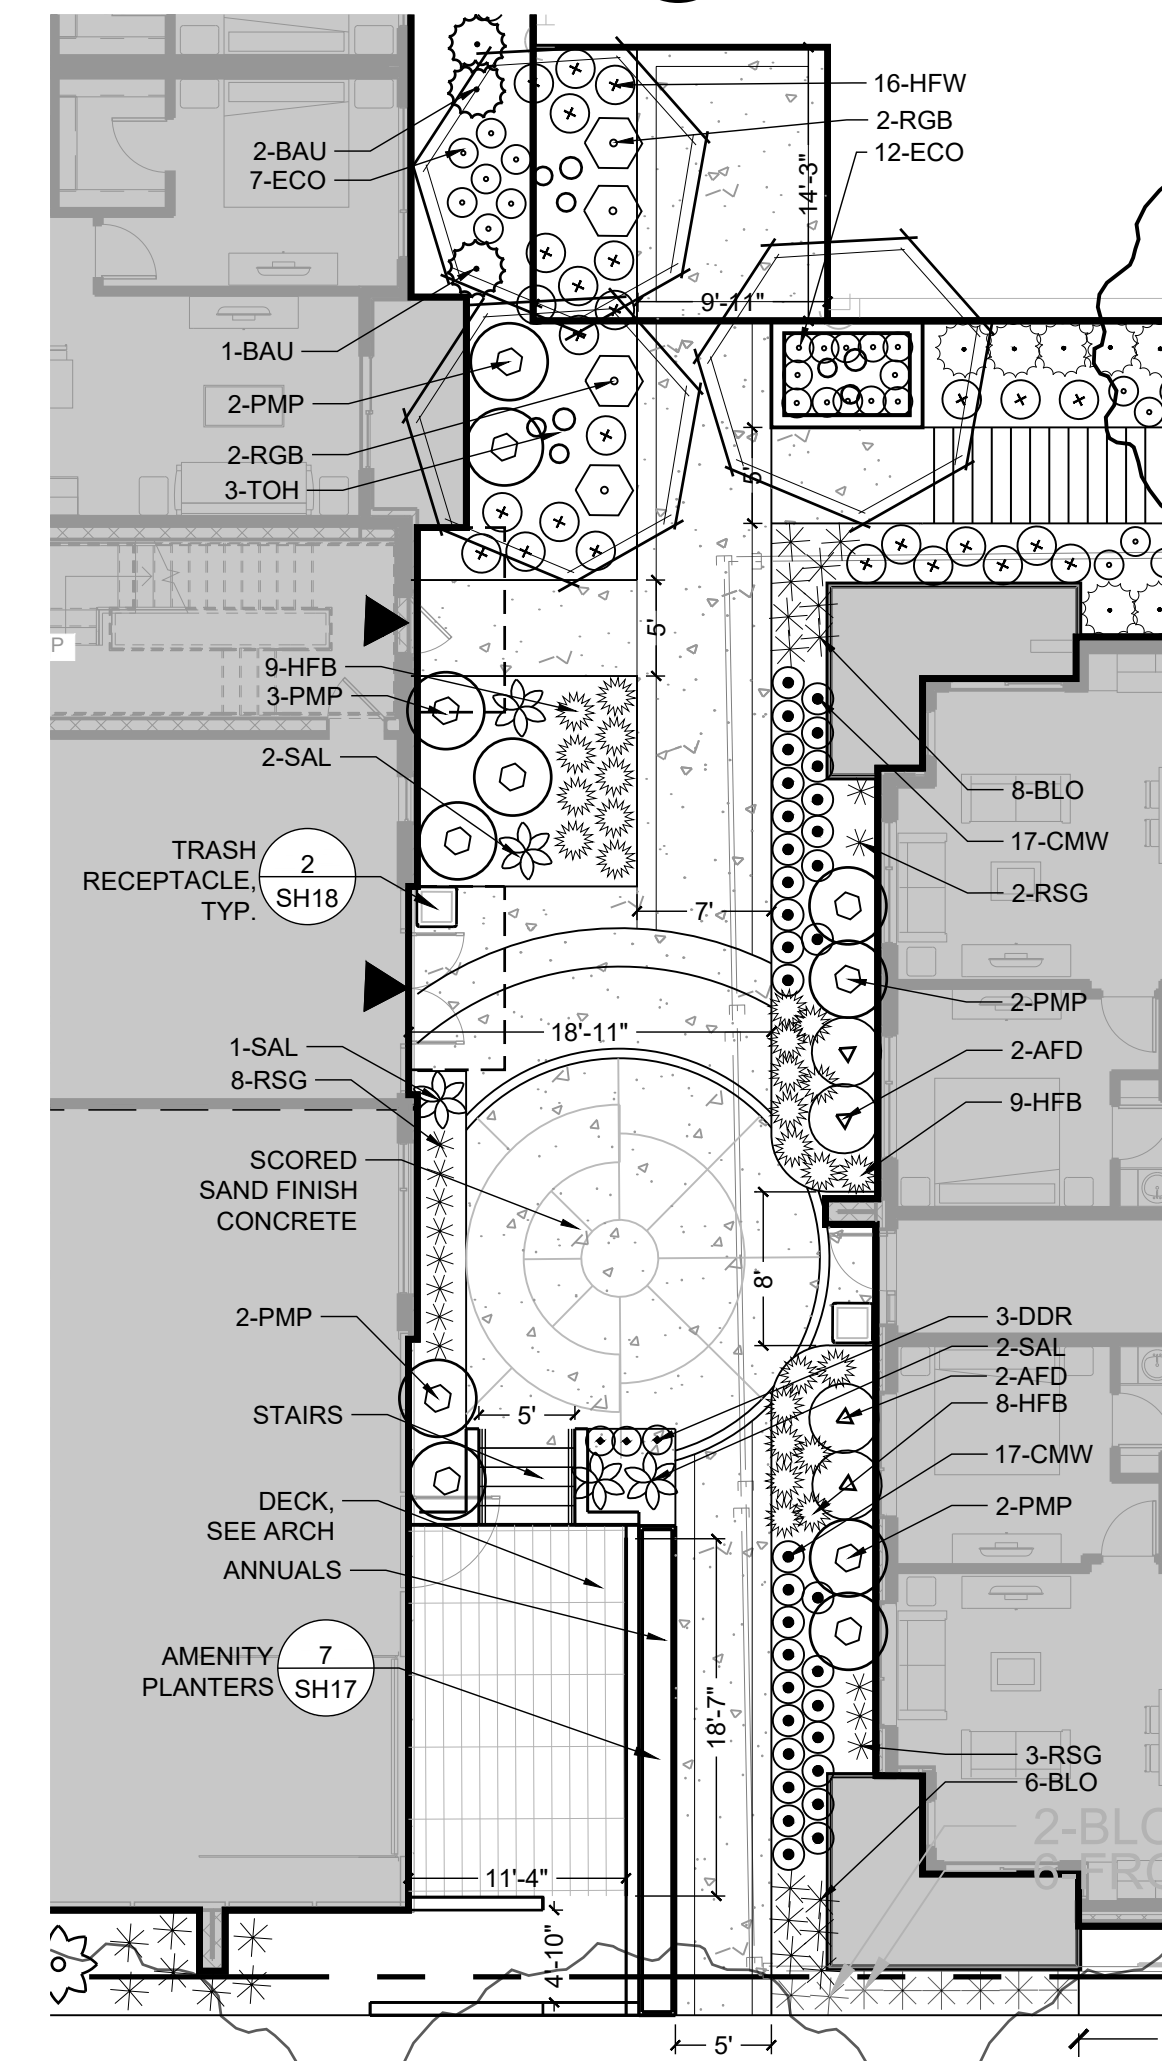 16-HFW
2-RGB
12-ECO
2-BAU
7-ECO
14'-3"
9'-11"
1-BAU
2-PMP
2-RGB
3-TOH
5'
5'
P
9-HFB
3-PMP
2-SAL
8-BLO
17-CMW
2-RSG
TRASH
RECEPTACLE,
TYP.
2
SH18
7'
2-PMP
18'-11"
1-SAL
8-RSG
2-AFD
9-HFB
SCORED
SAND FINISH
CONCRETE
8'
2-PMP
3-DDR
2-SAL
2-AFD
8-HFB
STAIRS
5'
17-CMW
DECK,
SEE ARCH
2-PMP
ANNUALS
AMENITY
PLANTERS
7
SH17
18'-7"
3-RSG
6-BLO
2-BLO
6-FRO
11'-4"
4'-10"
5'
E
E
E
E